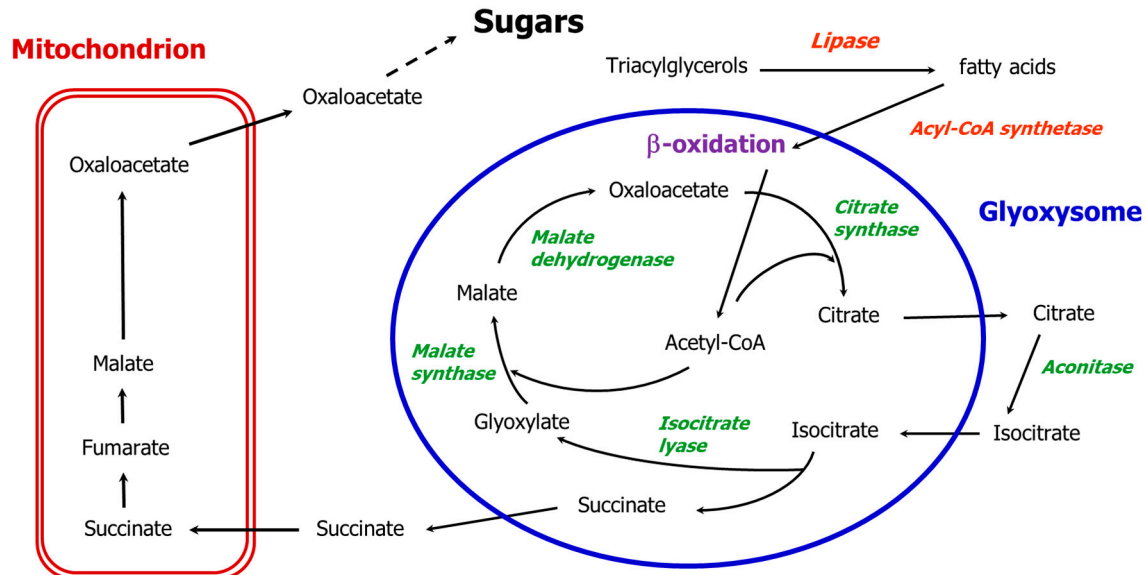 Sugars
Mitochondrion
Lipase
Triacylglycerols
fatty acids
Oxaloacetate
Acyl-CoA synthetase
β-oxidation
Oxaloacetate
Oxaloacetate
Citrate
synthase
Glyoxysome
Malate
dehydrogenase
Malate
Citrate
Citrate
Acetyl-CoA
Malate
Malate
synthase
Aconitase
Glyoxylate
Isocitrate
lyase
Isocitrate
Isocitrate
Fumarate
Succinate
Succinate
Succinate